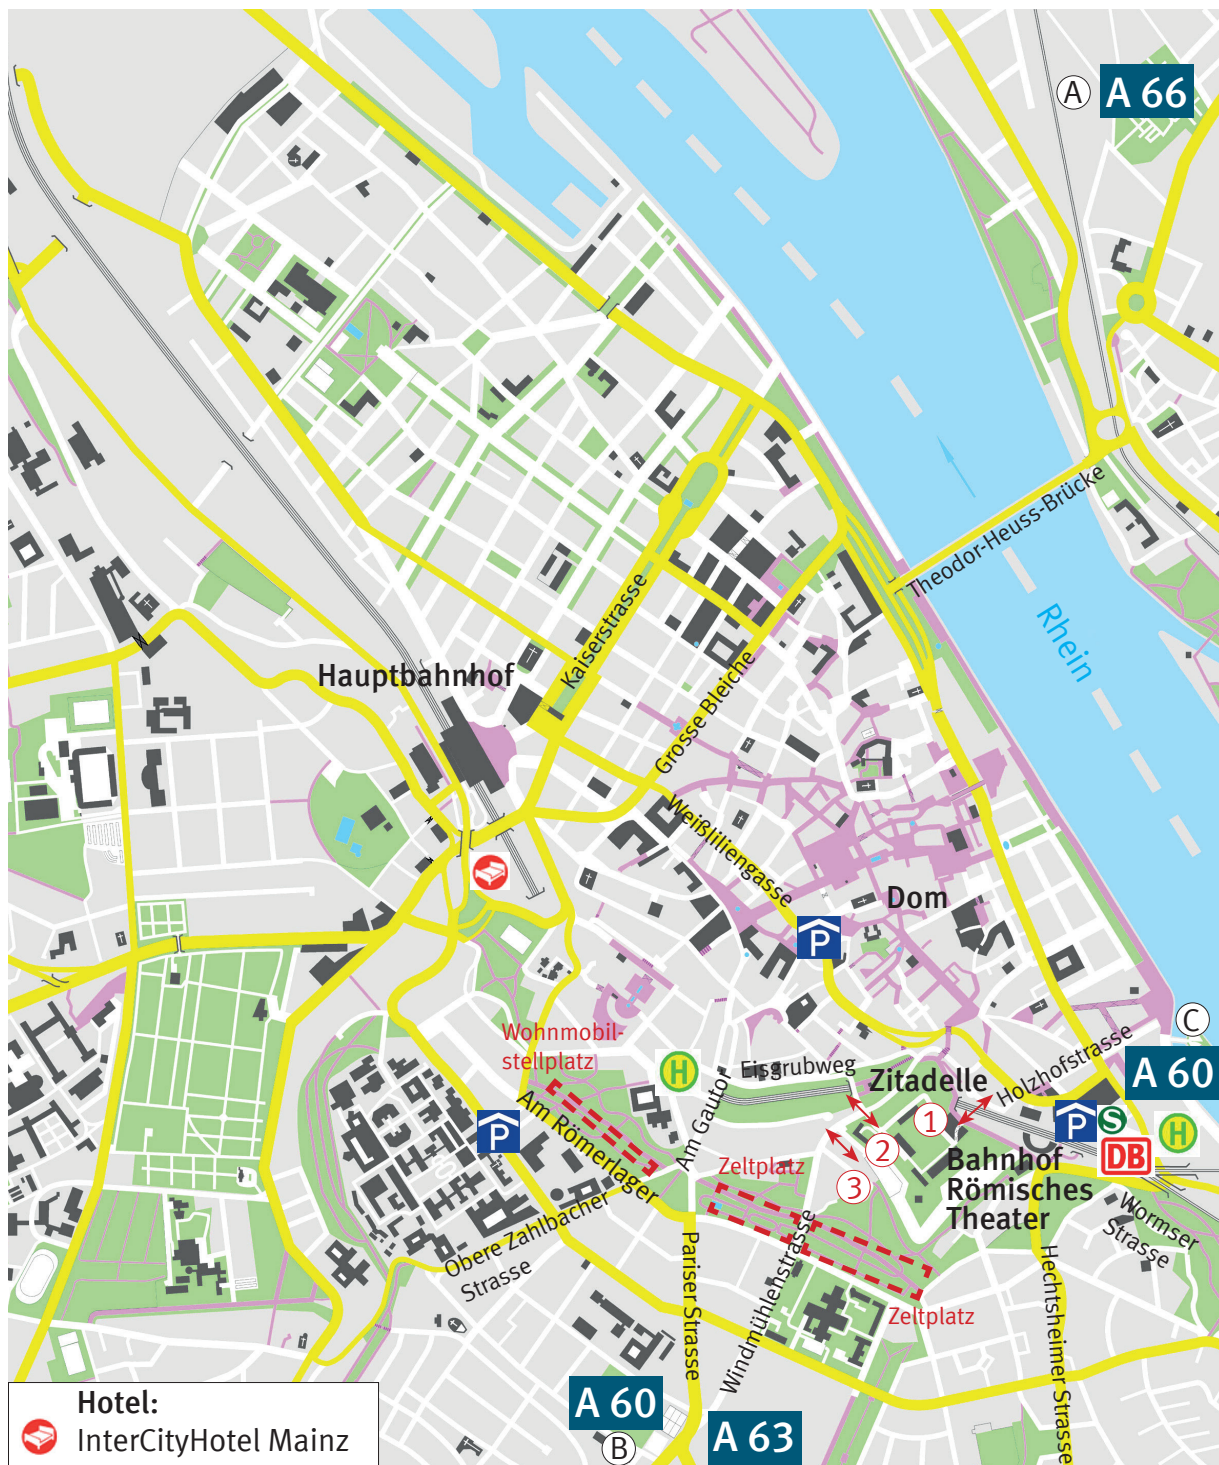 A
A 66
Theodor-Heuss-Brücke
Rhein
Kaiserstrasse
Hauptbahnhof
Grosse Bleiche
Weißliliengasse
Dom
P
C
A 60
Wohnmobil-
stellplatz
H
Eisgrubweg
Zitadelle
Holzhofstrasse
1
P
S
H
DB
P
Am Gautor
2
3
Am Römerlager
Zeltplatz
Bahnhof
Römisches
Theater
Obere Zahlbacher
Strasse
Wormser
Strasse
Pariser Strasse
Windmühlenstrasse
Zeltplatz
Hechtsheimer Strasse
A 60
B
A 63
Hotel:
InterCityHotel Mainz